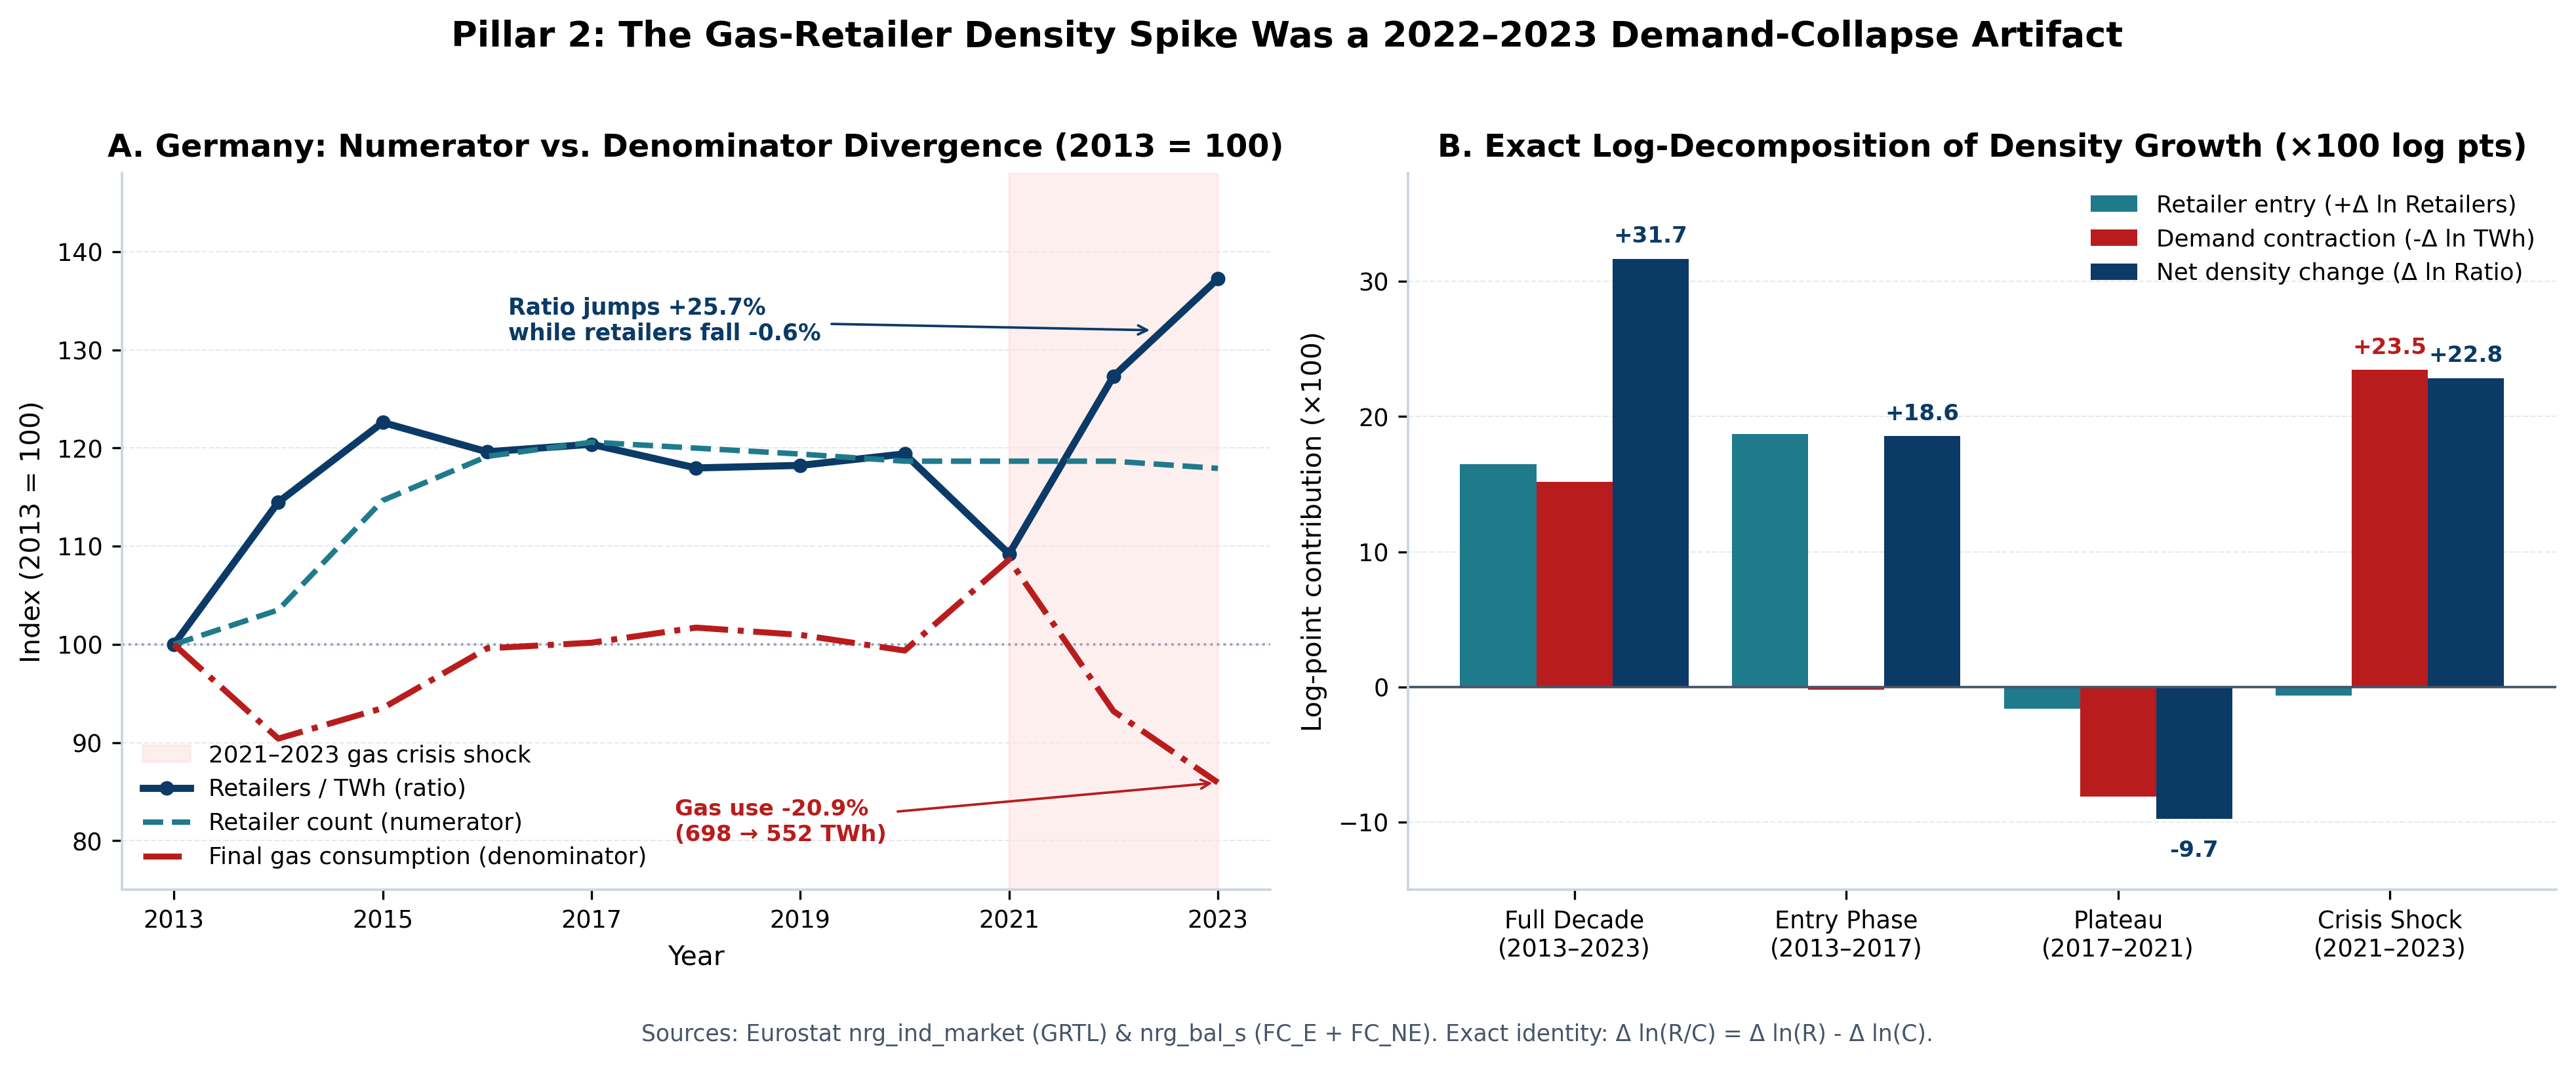 Pillar 2: The Gas-Retailer Density Spike Was a 2022–2023 Demand-Collapse Artifact
A. Germany: Numerator vs. Denominator Divergence (2013 = 100)
Index (2013 = 100)
140
130
120
110
100
90
80
Ratio jumps +25.7%
while retailers fall -0.6%
Gas use -20.9%
(698 → 552 TWh)
2021–2023 gas crisis shock
Retailers / TWh (ratio)
Retailer count (numerator)
Final gas consumption (denominator)
2013
2015
2017
2019
2021
2023
Year
B. Exact Log-Decomposition of Density Growth (×100 log pts)
Log-point contribution (×100)
30
20
10
0
−10
Retailer entry (+Δ ln Retailers)
Demand contraction (-Δ ln TWh)
Net density change (Δ ln Ratio)
+31.7
+18.6
-9.7
+23.5
+22.8
Full Decade
(2013–2023)
Entry Phase
(2013–2017)
Plateau
(2017–2021)
Crisis Shock
(2021–2023)
Sources: Eurostat nrg_ind_market (GRTL) & nrg_bal_s (FC_E + FC_NE). Exact identity: Δ ln(R/C) = Δ ln(R) - Δ ln(C).